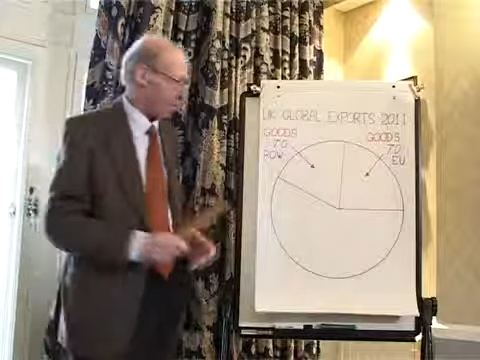 UK GLOBAL EXPORTS 2011
GOODS
TO
ROW
GOODS
TO
EU